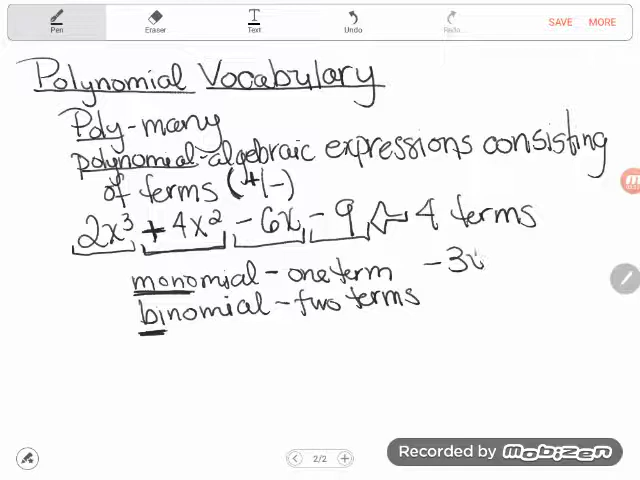 SAVE MORE
Pen Eraser Text Undo Redo
Polynomial Vocabulary
Poly-many
polynomial-algebraic expressions consisting
of terms (+/-)
2x³ + 4x² - 6x - 9 ⇐ 4 terms
monomial - one term -3x
binomial - two terms
2/2
Recorded by Mobizen